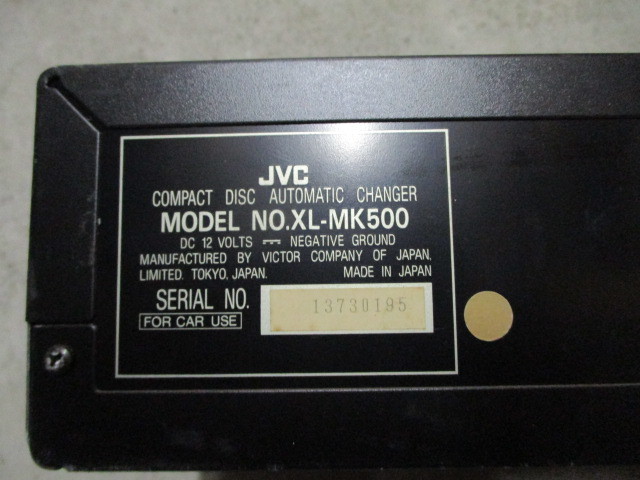 JVC
COMPACT DISC AUTOMATIC CHANGER
MODEL NO.XL-MK500
DC 12 VOLTS ⎓ NEGATIVE GROUND
MANUFACTURED BY VICTOR COMPANY OF JAPAN,
LIMITED. TOKYO, JAPAN. MADE IN JAPAN
SERIAL NO. 13730195
FOR CAR USE